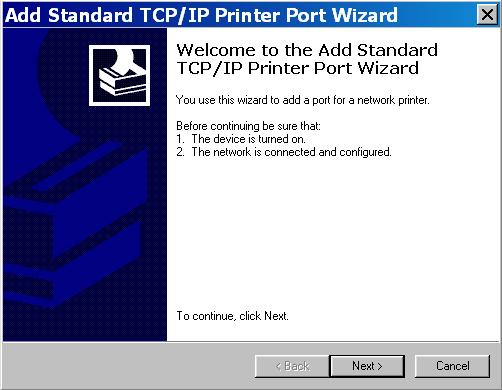 Add Standard TCP/IP Printer Port Wizard
Welcome to the Add Standard
TCP/IP Printer Port Wizard
You use this wizard to add a port for a network printer.
Before continuing be sure that:
1. The device is turned on.
2. The network is connected and configured.
To continue, click Next.
< Back
Next >
Cancel